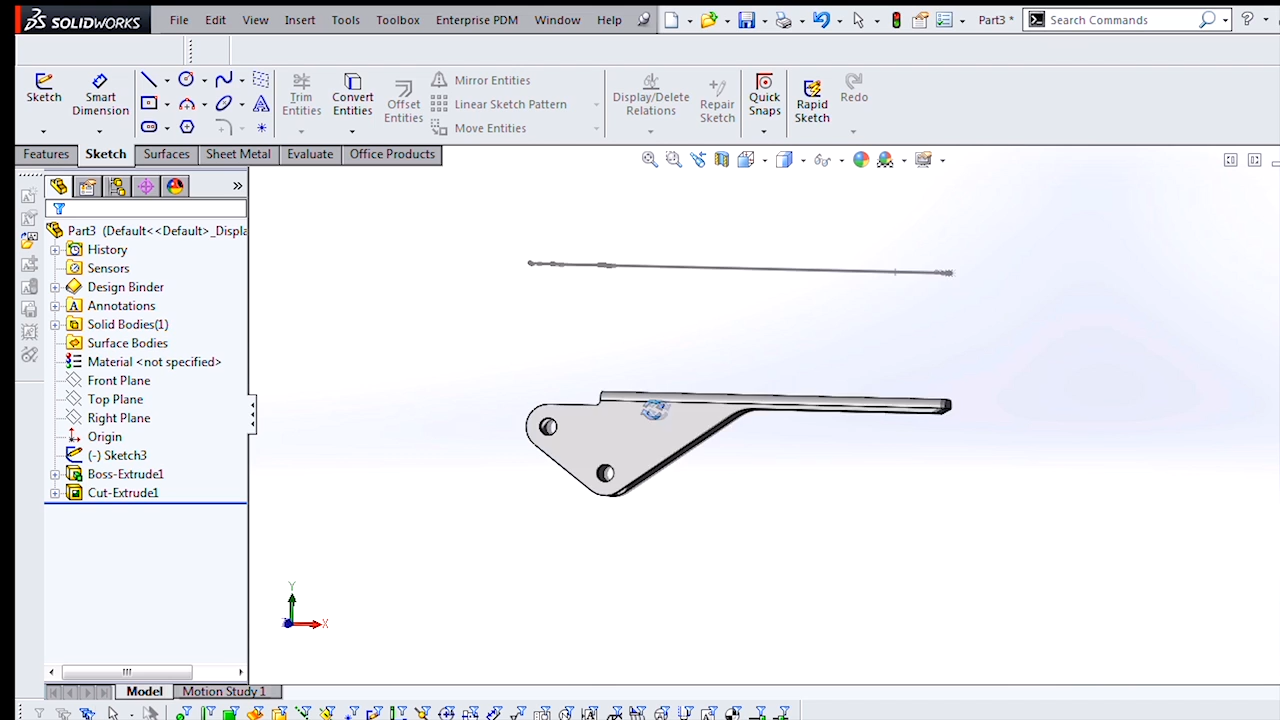 SOLIDWORKS File Edit View Insert Tools Toolbox Enterprise PDM Window Help Part3 * Search Commands ?
Sketch Smart Dimension Trim Entities Convert Entities Offset Entities Mirror Entities Linear Sketch Pattern Move Entities Display/Delete Relations Repair Sketch Quick Snaps Rapid Sketch Redo
Features Sketch Surfaces Sheet Metal Evaluate Office Products
Part3 (Default<<Default>_Displa
History
Sensors
Design Binder
Annotations
Solid Bodies(1)
Surface Bodies
Material <not specified>
Front Plane
Top Plane
Right Plane
Origin
(-) Sketch3
Boss-Extrude1
Cut-Extrude1
Y
X
Model Motion Study 1